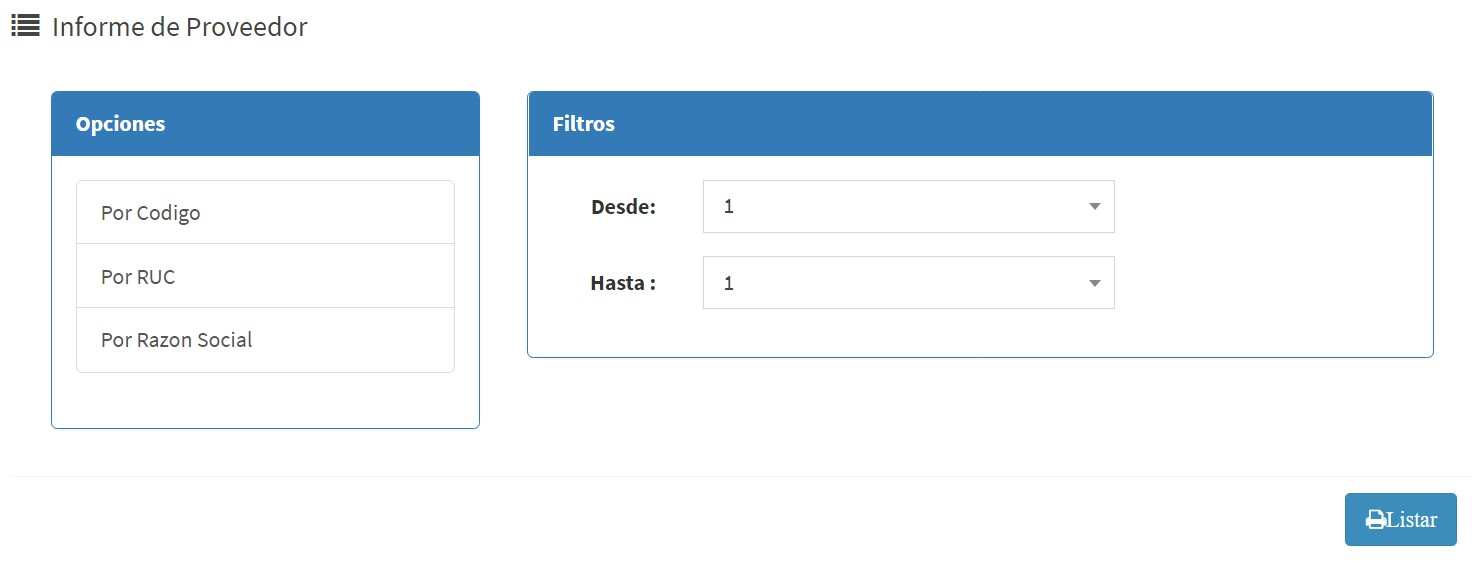 Informe de Proveedor
Opciones
Por Codigo
Por RUC
Por Razon Social
Filtros
Desde: 1
Hasta : 1
Listar